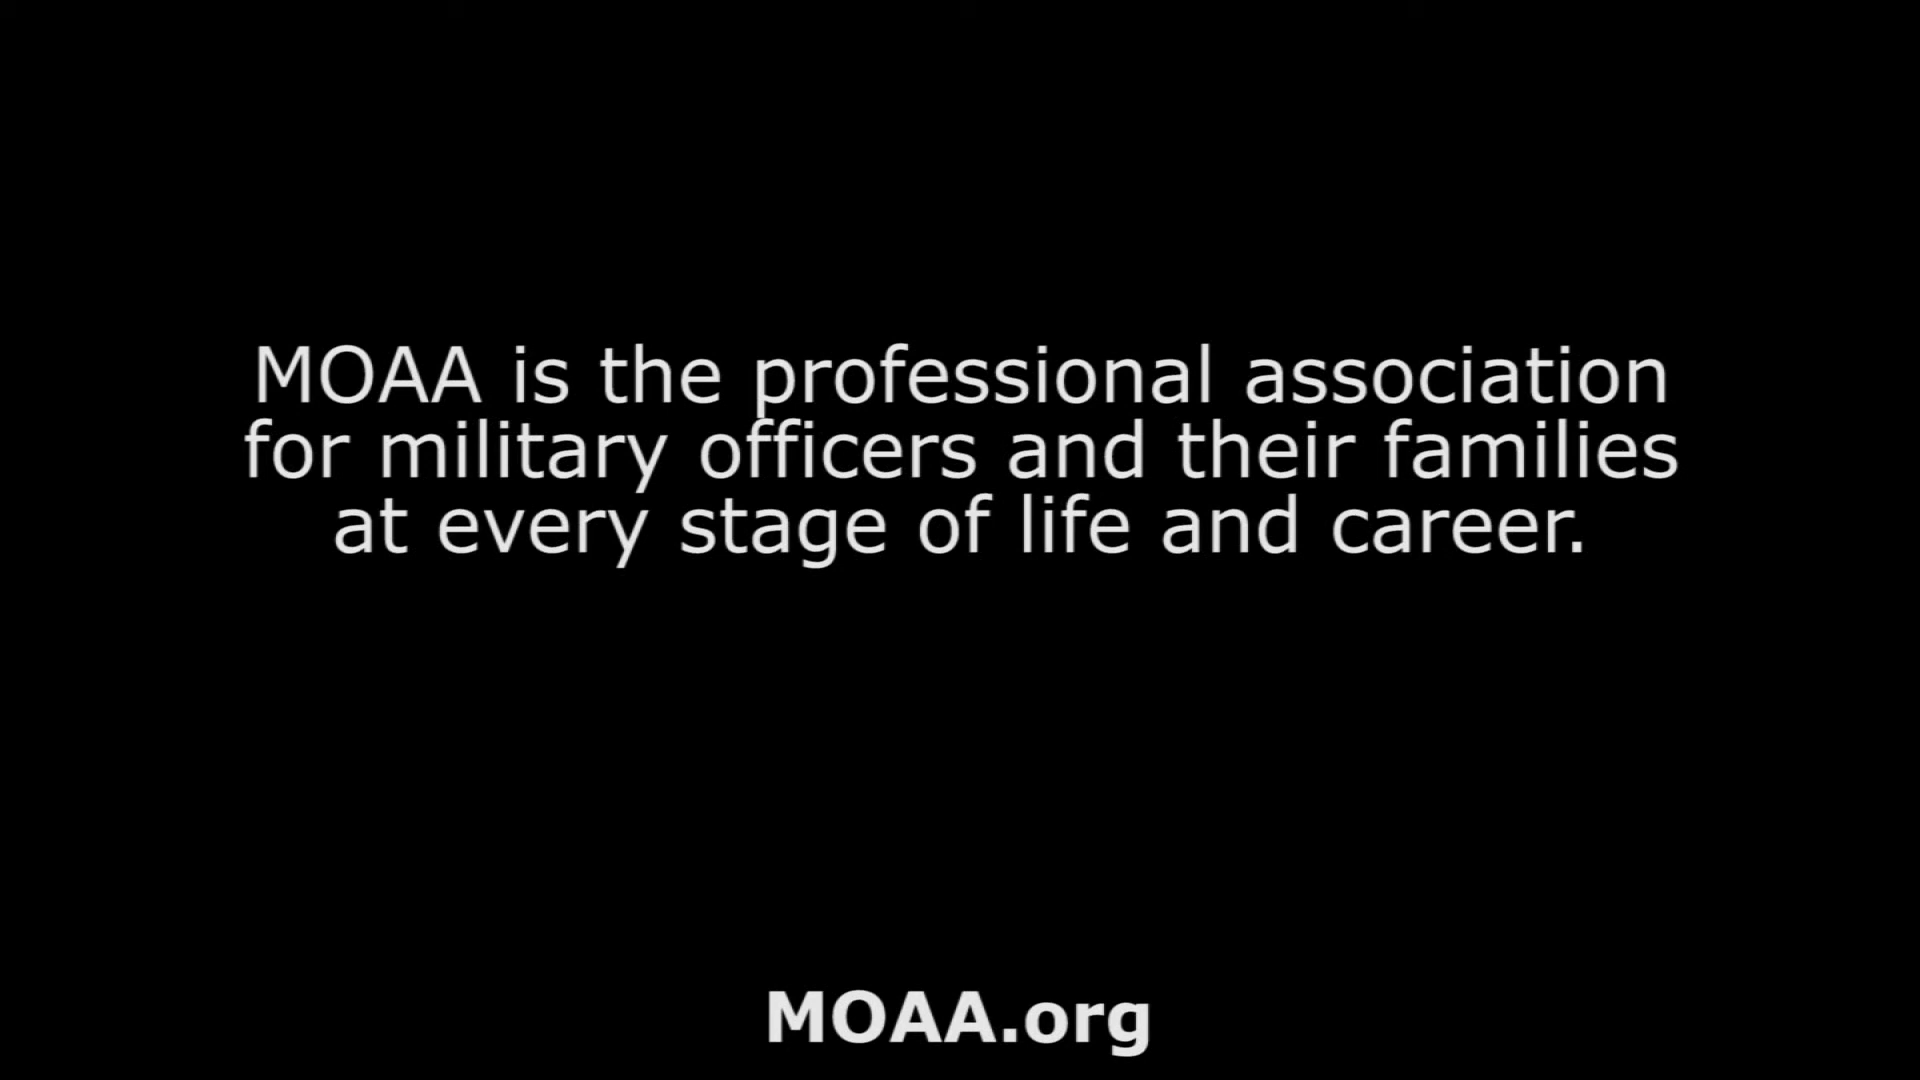 MOAA is the professional association
for military officers and their families
at every stage of life and career.
MOAA.org